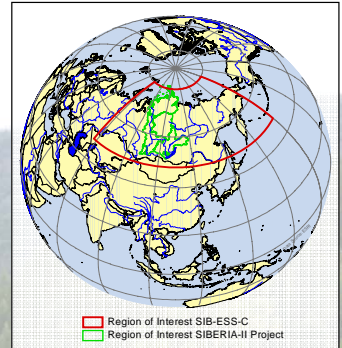 Region of Interest SIB-ESS-C
Region of Interest SIBERIA-II Project